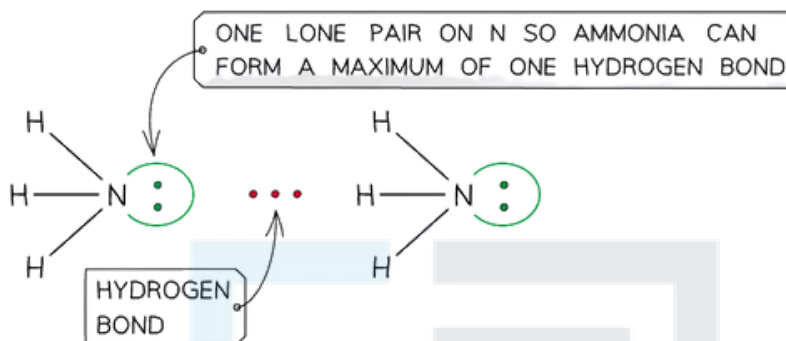 ONE LONE PAIR ON N SO AMMONIA CAN
FORM A MAXIMUM OF ONE HYDROGEN BOND
H H
H N : H N :
H H
HYDROGEN
BOND